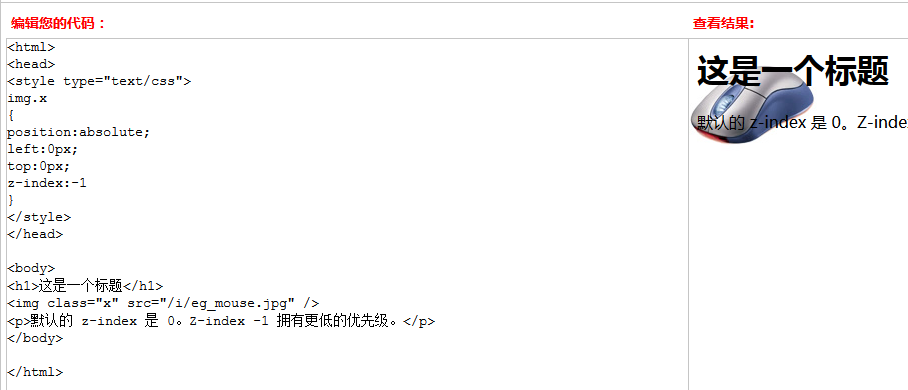 编辑您的代码：
查看结果:
<html>
<head>
<style type="text/css">
img.x
{
position:absolute;
left:0px;
top:0px;
z-index:-1
}
</style>
</head>
<body>
<h1>这是一个标题</h1>
<img class="x" src="/i/eg_mouse.jpg" />
<p>默认的 z-index 是 0。Z-index -1 拥有更低的优先级。</p>
</body>
</html>
这是一个标题
默认的 z-index 是 0。Z-inde